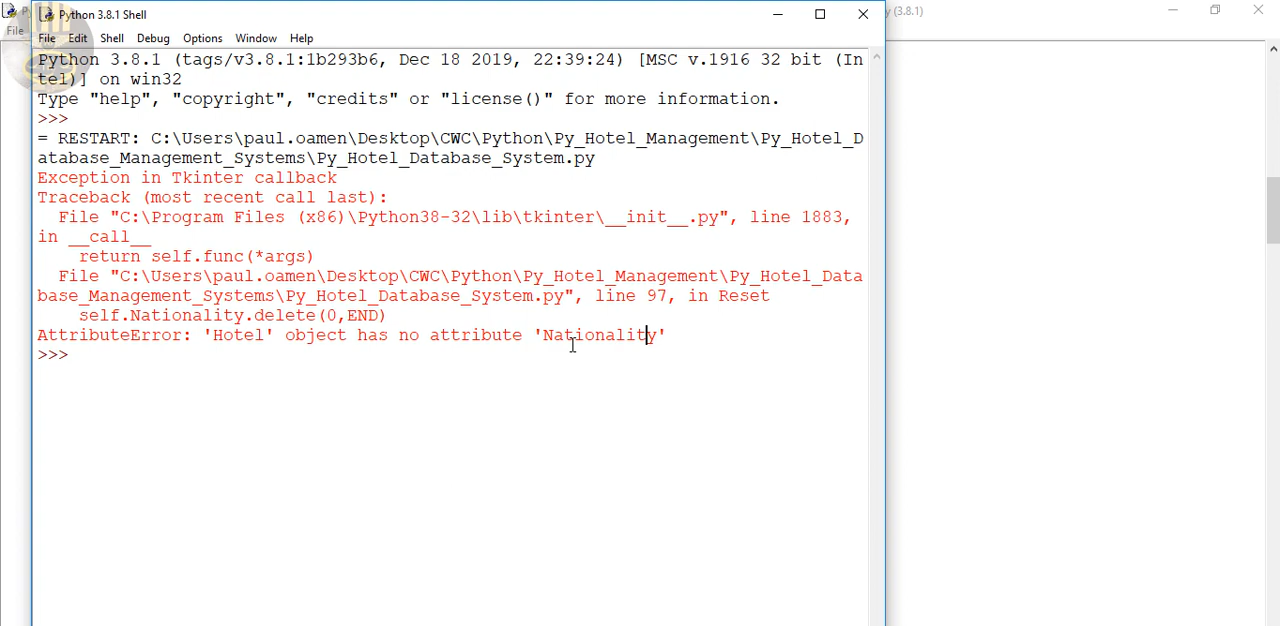 Python 3.8.1 Shell
y (3.8.1)
File
File Edit Shell Debug Options Window Help
Python 3.8.1 (tags/v3.8.1:1b293b6, Dec 18 2019, 22:39:24) [MSC v.1916 32 bit (In
tel)] on win32
Type "help", "copyright", "credits" or "license()" for more information.
>>>
= RESTART: C:\Users\paul.oamen\Desktop\CWC\Python\Py_Hotel_Management\Py_Hotel_D
atabase_Management_Systems\Py_Hotel_Database_System.py
Exception in Tkinter callback
Traceback (most recent call last):
  File "C:\Program Files (x86)\Python38-32\lib\tkinter\__init__.py", line 1883,
in __call__
    return self.func(*args)
  File "C:\Users\paul.oamen\Desktop\CWC\Python\Py_Hotel_Management\Py_Hotel_Data
base_Management_Systems\Py_Hotel_Database_System.py", line 97, in Reset
    self.Nationality.delete(0,END)
AttributeError: 'Hotel' object has no attribute 'Nationality'
>>>